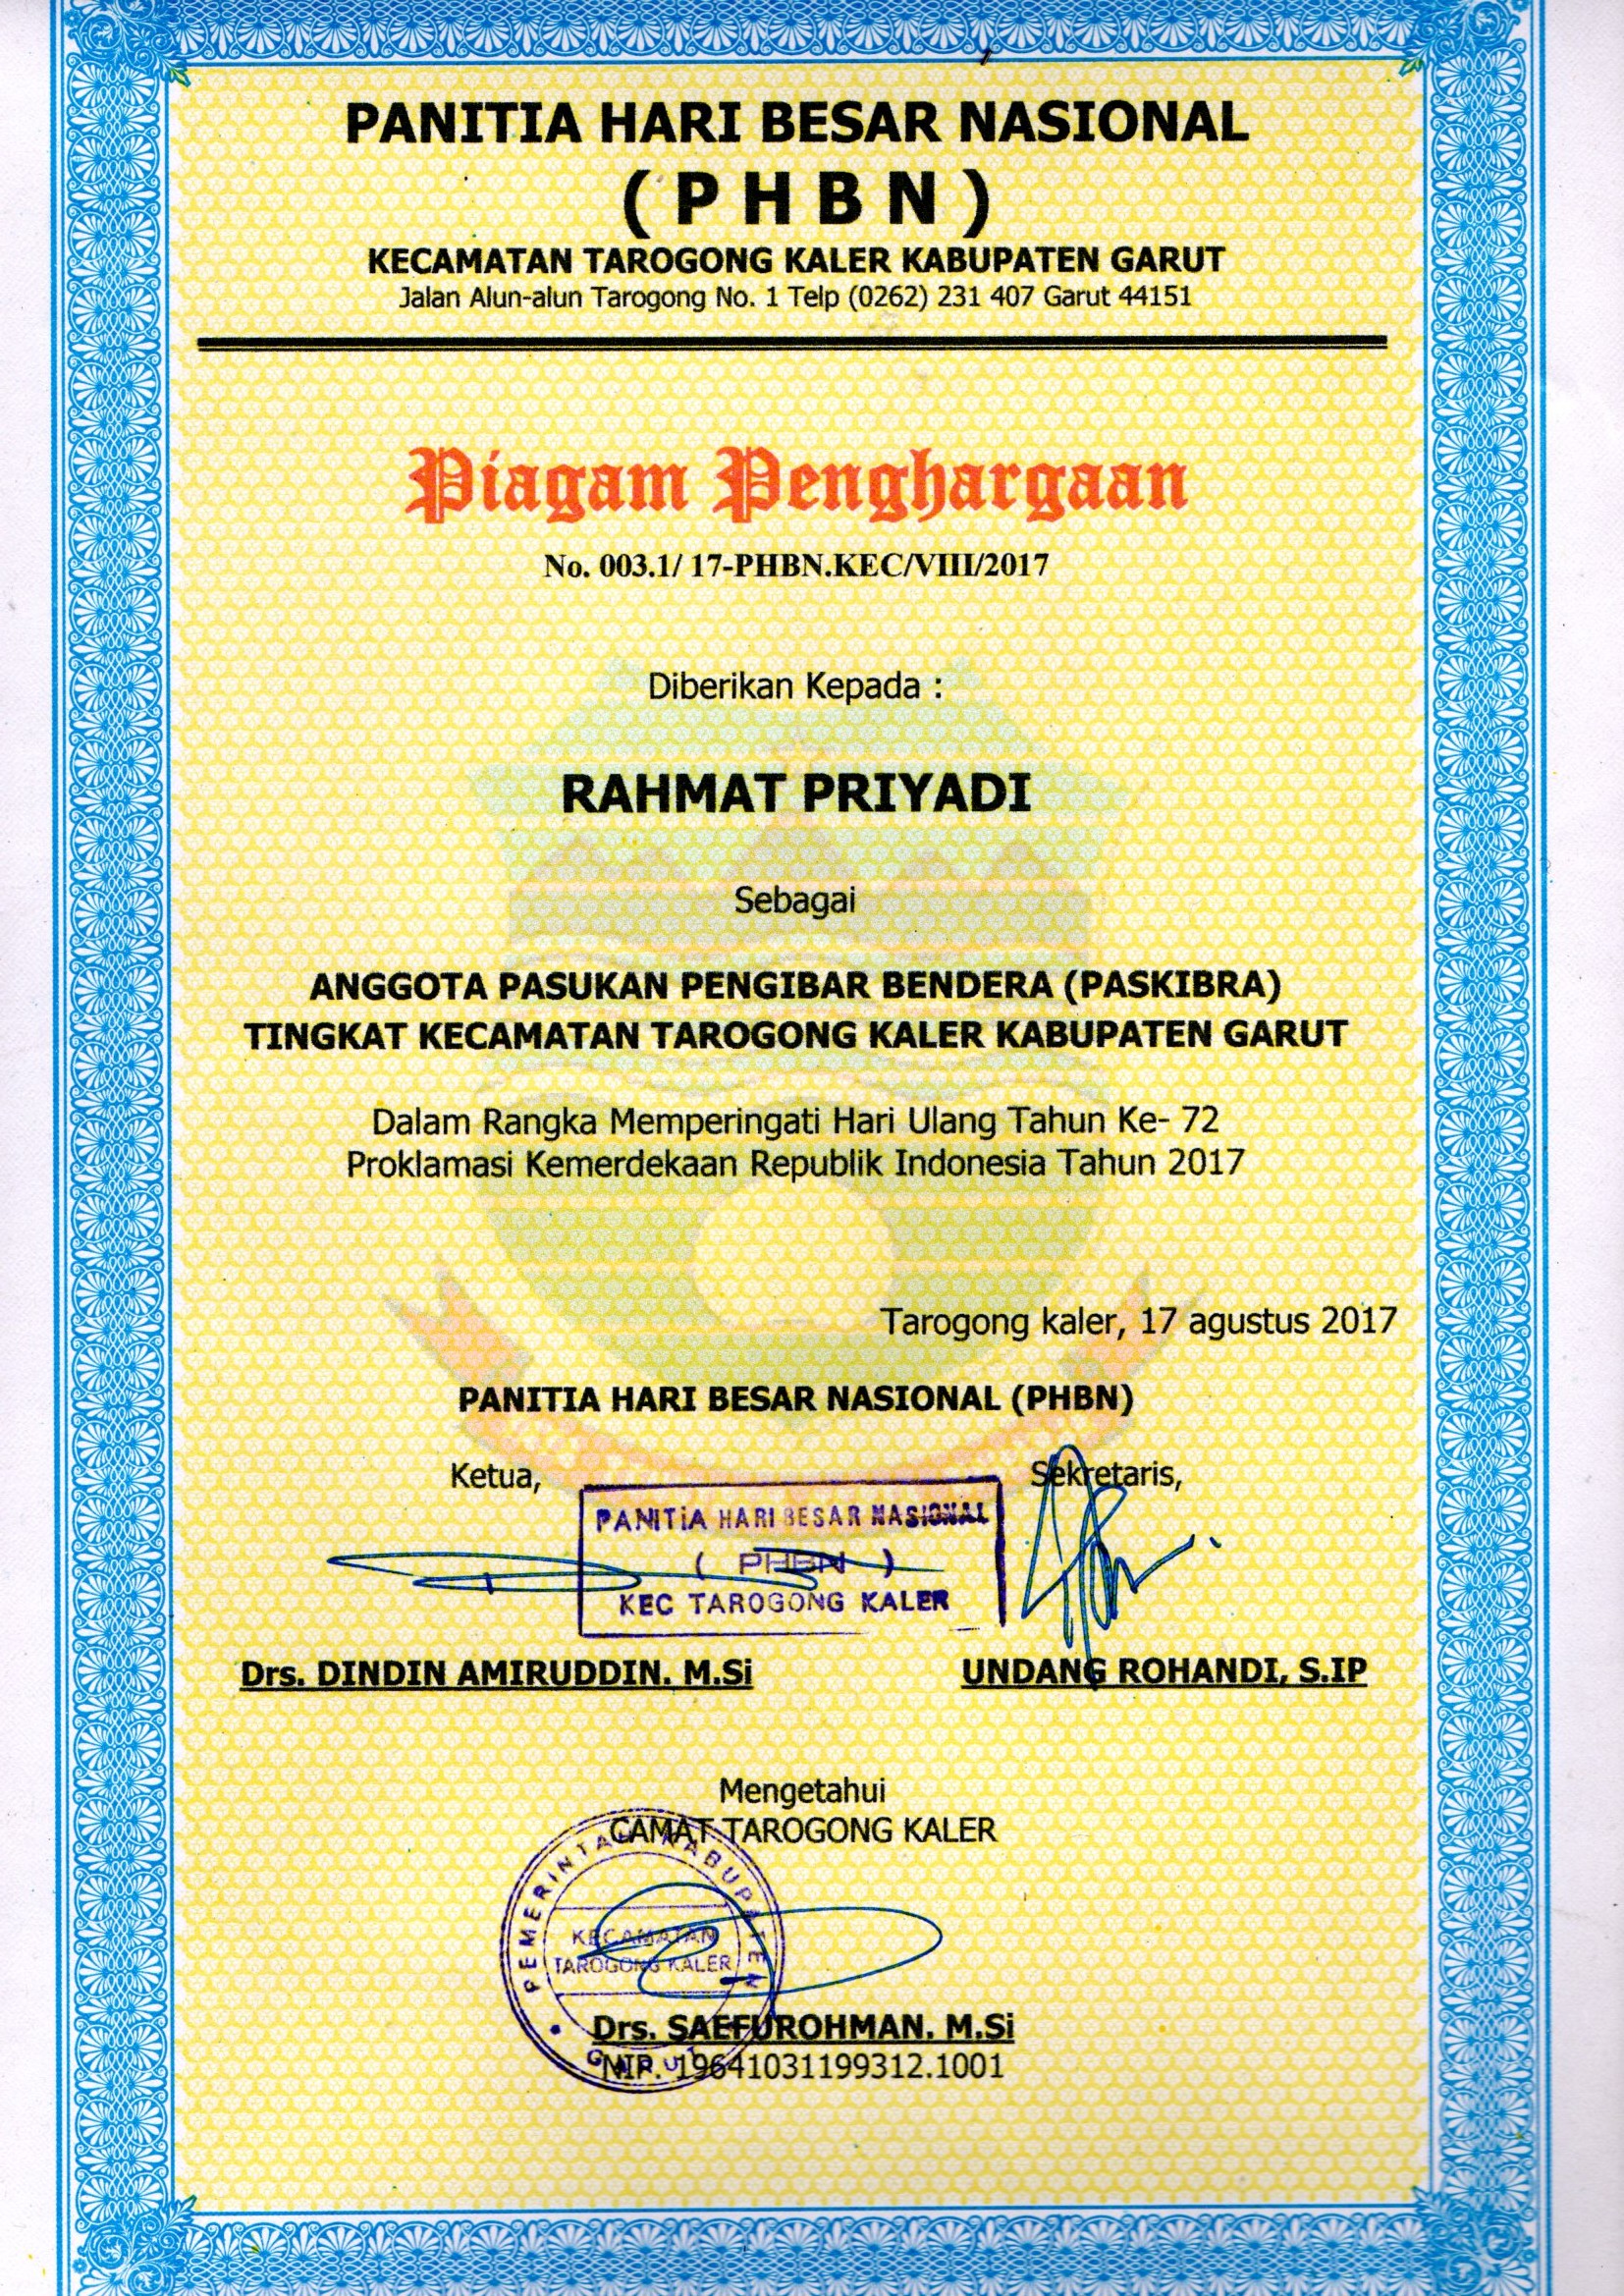 PANITIA HARI BESAR NASIONAL
( P H B N )
KECAMATAN TAROGONG KALER KABUPATEN GARUT
Jalan Alun-alun Tarogong No. 1 Telp (0262) 231 407 Garut 44151
Piagam Penghargaan
No. 003.1/ 17-PHBN.KEC/VIII/2017
Diberikan Kepada :
RAHMAT PRIYADI
Sebagai
ANGGOTA PASUKAN PENGIBAR BENDERA (PASKIBRA)
TINGKAT KECAMATAN TAROGONG KALER KABUPATEN GARUT
Dalam Rangka Memperingati Hari Ulang Tahun Ke- 72
Proklamasi Kemerdekaan Republik Indonesia Tahun 2017
Tarogong kaler, 17 agustus 2017
PANITIA HARI BESAR NASIONAL (PHBN)
Ketua, Sekretaris,
PANITiA HARI BESAR NASIONAL
( PHBN )
KEC TAROGONG KALER
Drs. DINDIN AMIRUDDIN. M.Si UNDANG ROHANDI, S.IP
Mengetahui
CAMAT TAROGONG KALER
PEMERINTAH KABUPATEN
KECAMATAN
TAROGONG KALER
GARUT
Drs. SAEFUROHMAN. M.Si
NIP. 19641031199312.1001